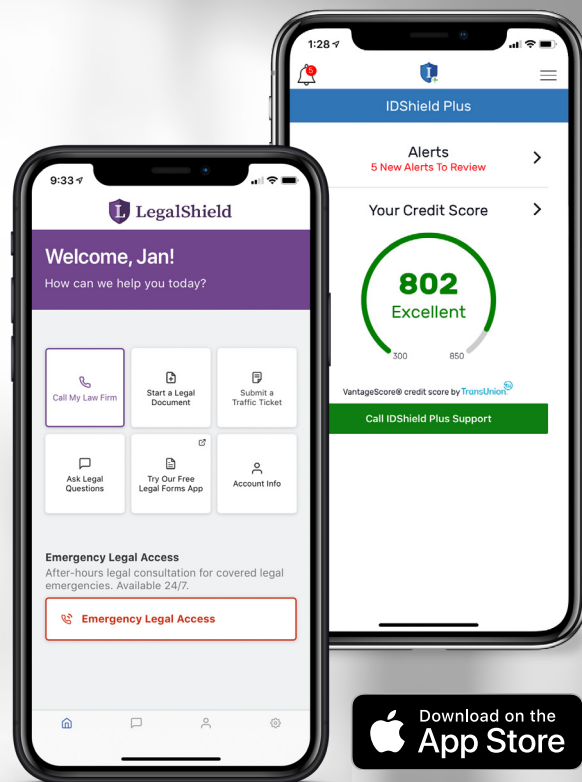 9:33
L LegalShield
Welcome, Jan!
How can we help you today?
Call My Law Firm
Start a Legal
Document
Submit a
Traffic Ticket
Ask Legal
Questions
Try Our Free
Legal Forms App
Account Info
Emergency Legal Access
After-hours legal consultation for covered legal
emergencies. Available 24/7.
Emergency Legal Access
1:28
5
I
IDShield Plus
Alerts
5 New Alerts To Review
Your Credit Score
802
Excellent
300 850
VantageScore® credit score by TransUnion
Call IDShield Plus Support
Download on the
App Store